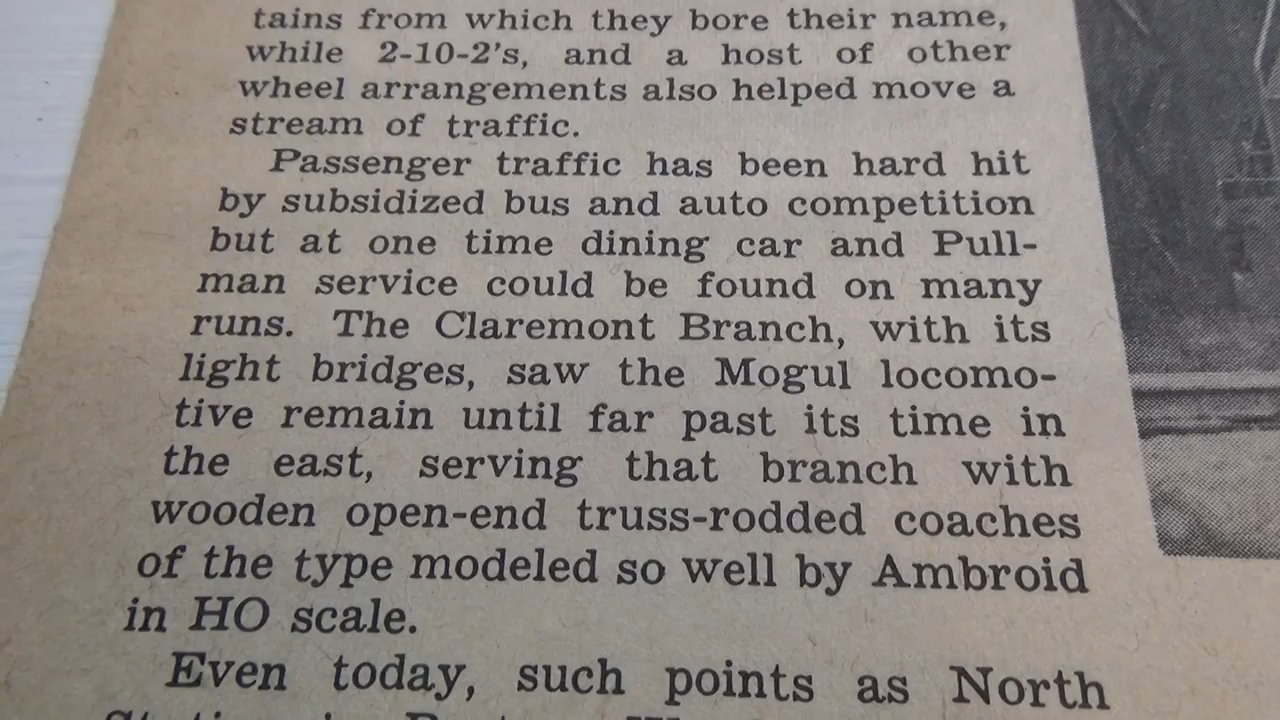 tains from which they bore their name,
while 2-10-2's, and a host of other
wheel arrangements also helped move a
stream of traffic.
Passenger traffic has been hard hit
by subsidized bus and auto competition
but at one time dining car and Pull-
man service could be found on many
runs. The Claremont Branch, with its
light bridges, saw the Mogul locomo-
tive remain until far past its time in
the east, serving that branch with
wooden open-end truss-rodded coaches
of the type modeled so well by Ambroid
in HO scale.
Even today, such points as North